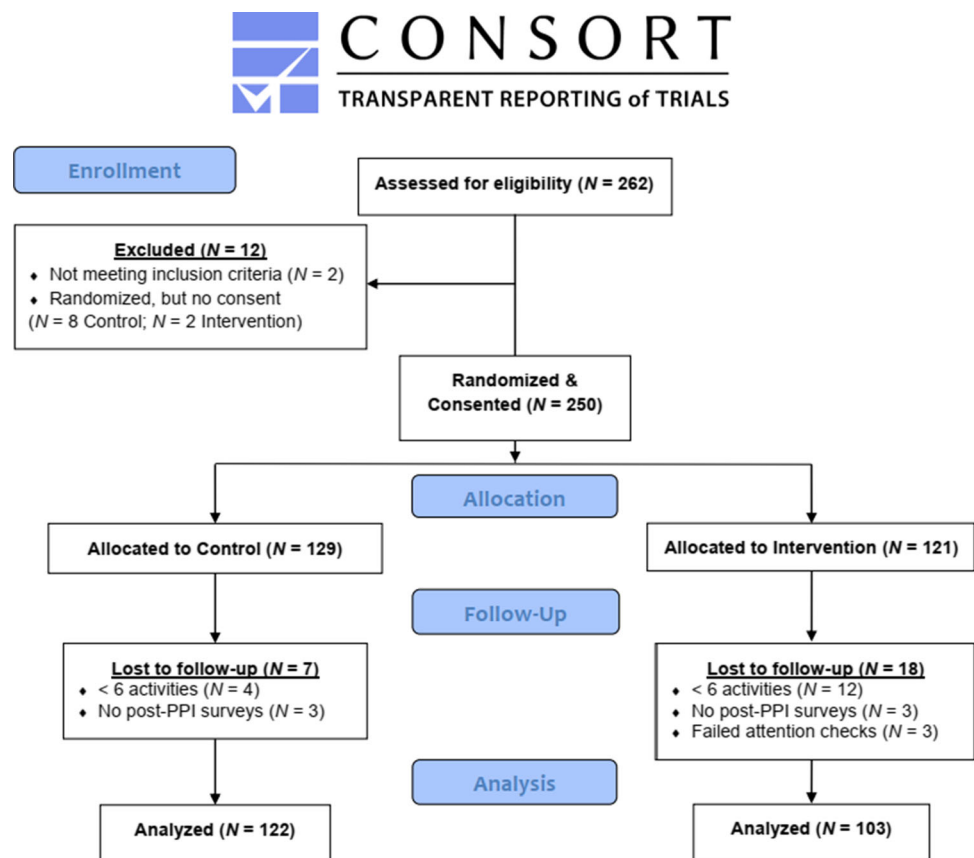 CONSORT
TRANSPARENT REPORTING of TRIALS
Enrollment
Assessed for eligibility (N = 262)
Excluded (N = 12)
♦ Not meeting inclusion criteria (N = 2)
♦ Randomized, but no consent
(N = 8 Control; N = 2 Intervention)
Randomized &
Consented (N = 250)
Allocation
Allocated to Control (N = 129)
Allocated to Intervention (N = 121)
Follow-Up
Lost to follow-up (N = 7)
♦ < 6 activities (N = 4)
♦ No post-PPI surveys (N = 3)
Lost to follow-up (N = 18)
♦ < 6 activities (N = 12)
♦ No post-PPI surveys (N = 3)
♦ Failed attention checks (N = 3)
Analysis
Analyzed (N = 122)
Analyzed (N = 103)